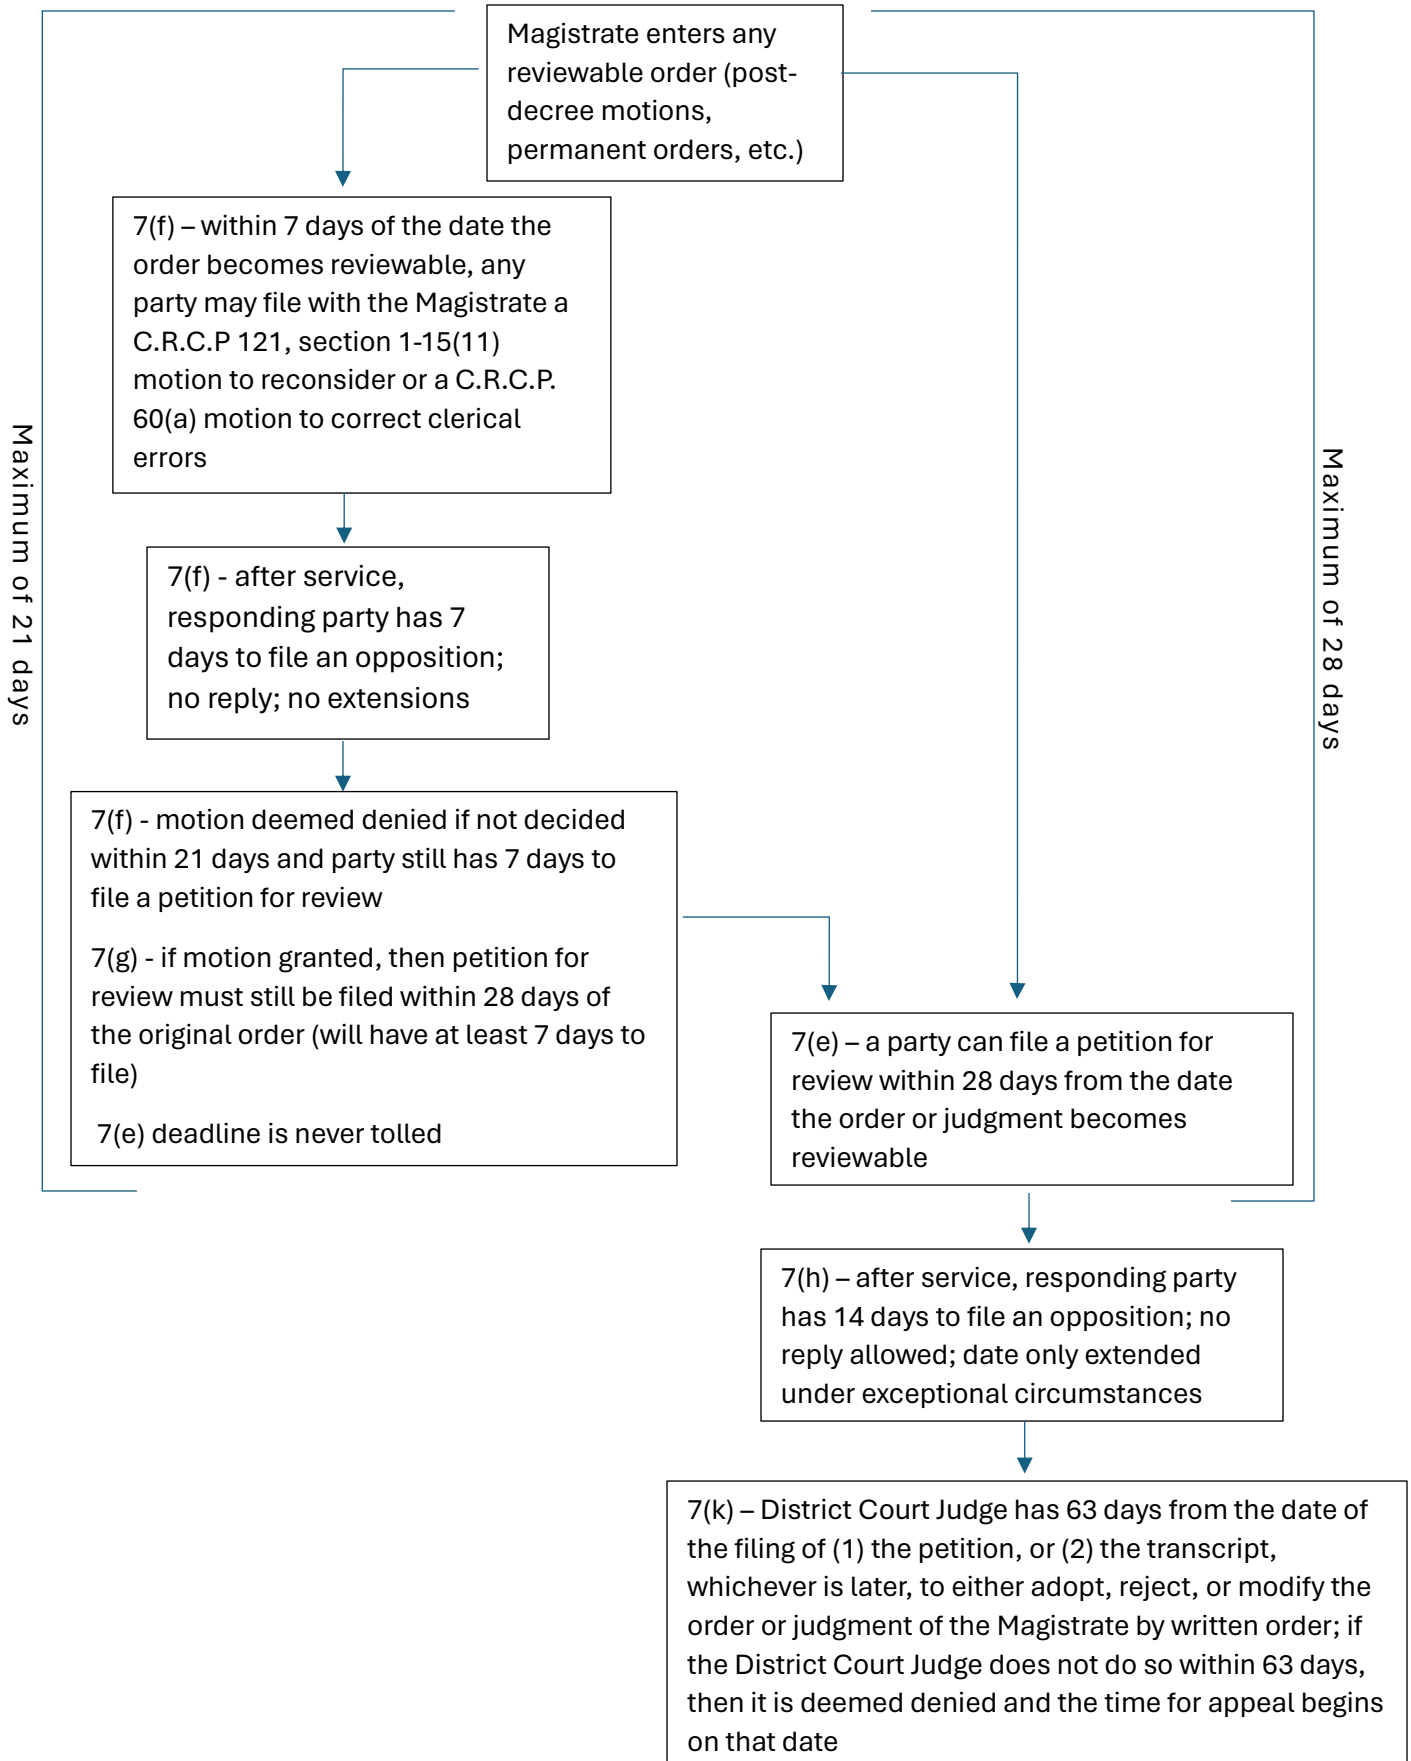 Magistrate enters any
reviewable order (post-
decree motions,
permanent orders, etc.)
7(f) – within 7 days of the date the
order becomes reviewable, any
party may file with the Magistrate a
C.R.C.P 121, section 1-15(11)
motion to reconsider or a C.R.C.P.
60(a) motion to correct clerical
errors
Maximum of 21 days
Maximum of 28 days
7(f) - after service,
responding party has 7
days to file an opposition;
no reply; no extensions
7(f) - motion deemed denied if not decided
within 21 days and party still has 7 days to
file a petition for review
7(g) - if motion granted, then petition for
review must still be filed within 28 days of
the original order (will have at least 7 days to
file)
7(e) deadline is never tolled
7(e) – a party can file a petition for
review within 28 days from the date
the order or judgment becomes
reviewable
7(h) – after service, responding party
has 14 days to file an opposition; no
reply allowed; date only extended
under exceptional circumstances
7(k) – District Court Judge has 63 days from the date of
the filing of (1) the petition, or (2) the transcript,
whichever is later, to either adopt, reject, or modify the
order or judgment of the Magistrate by written order; if
the District Court Judge does not do so within 63 days,
then it is deemed denied and the time for appeal begins
on that date